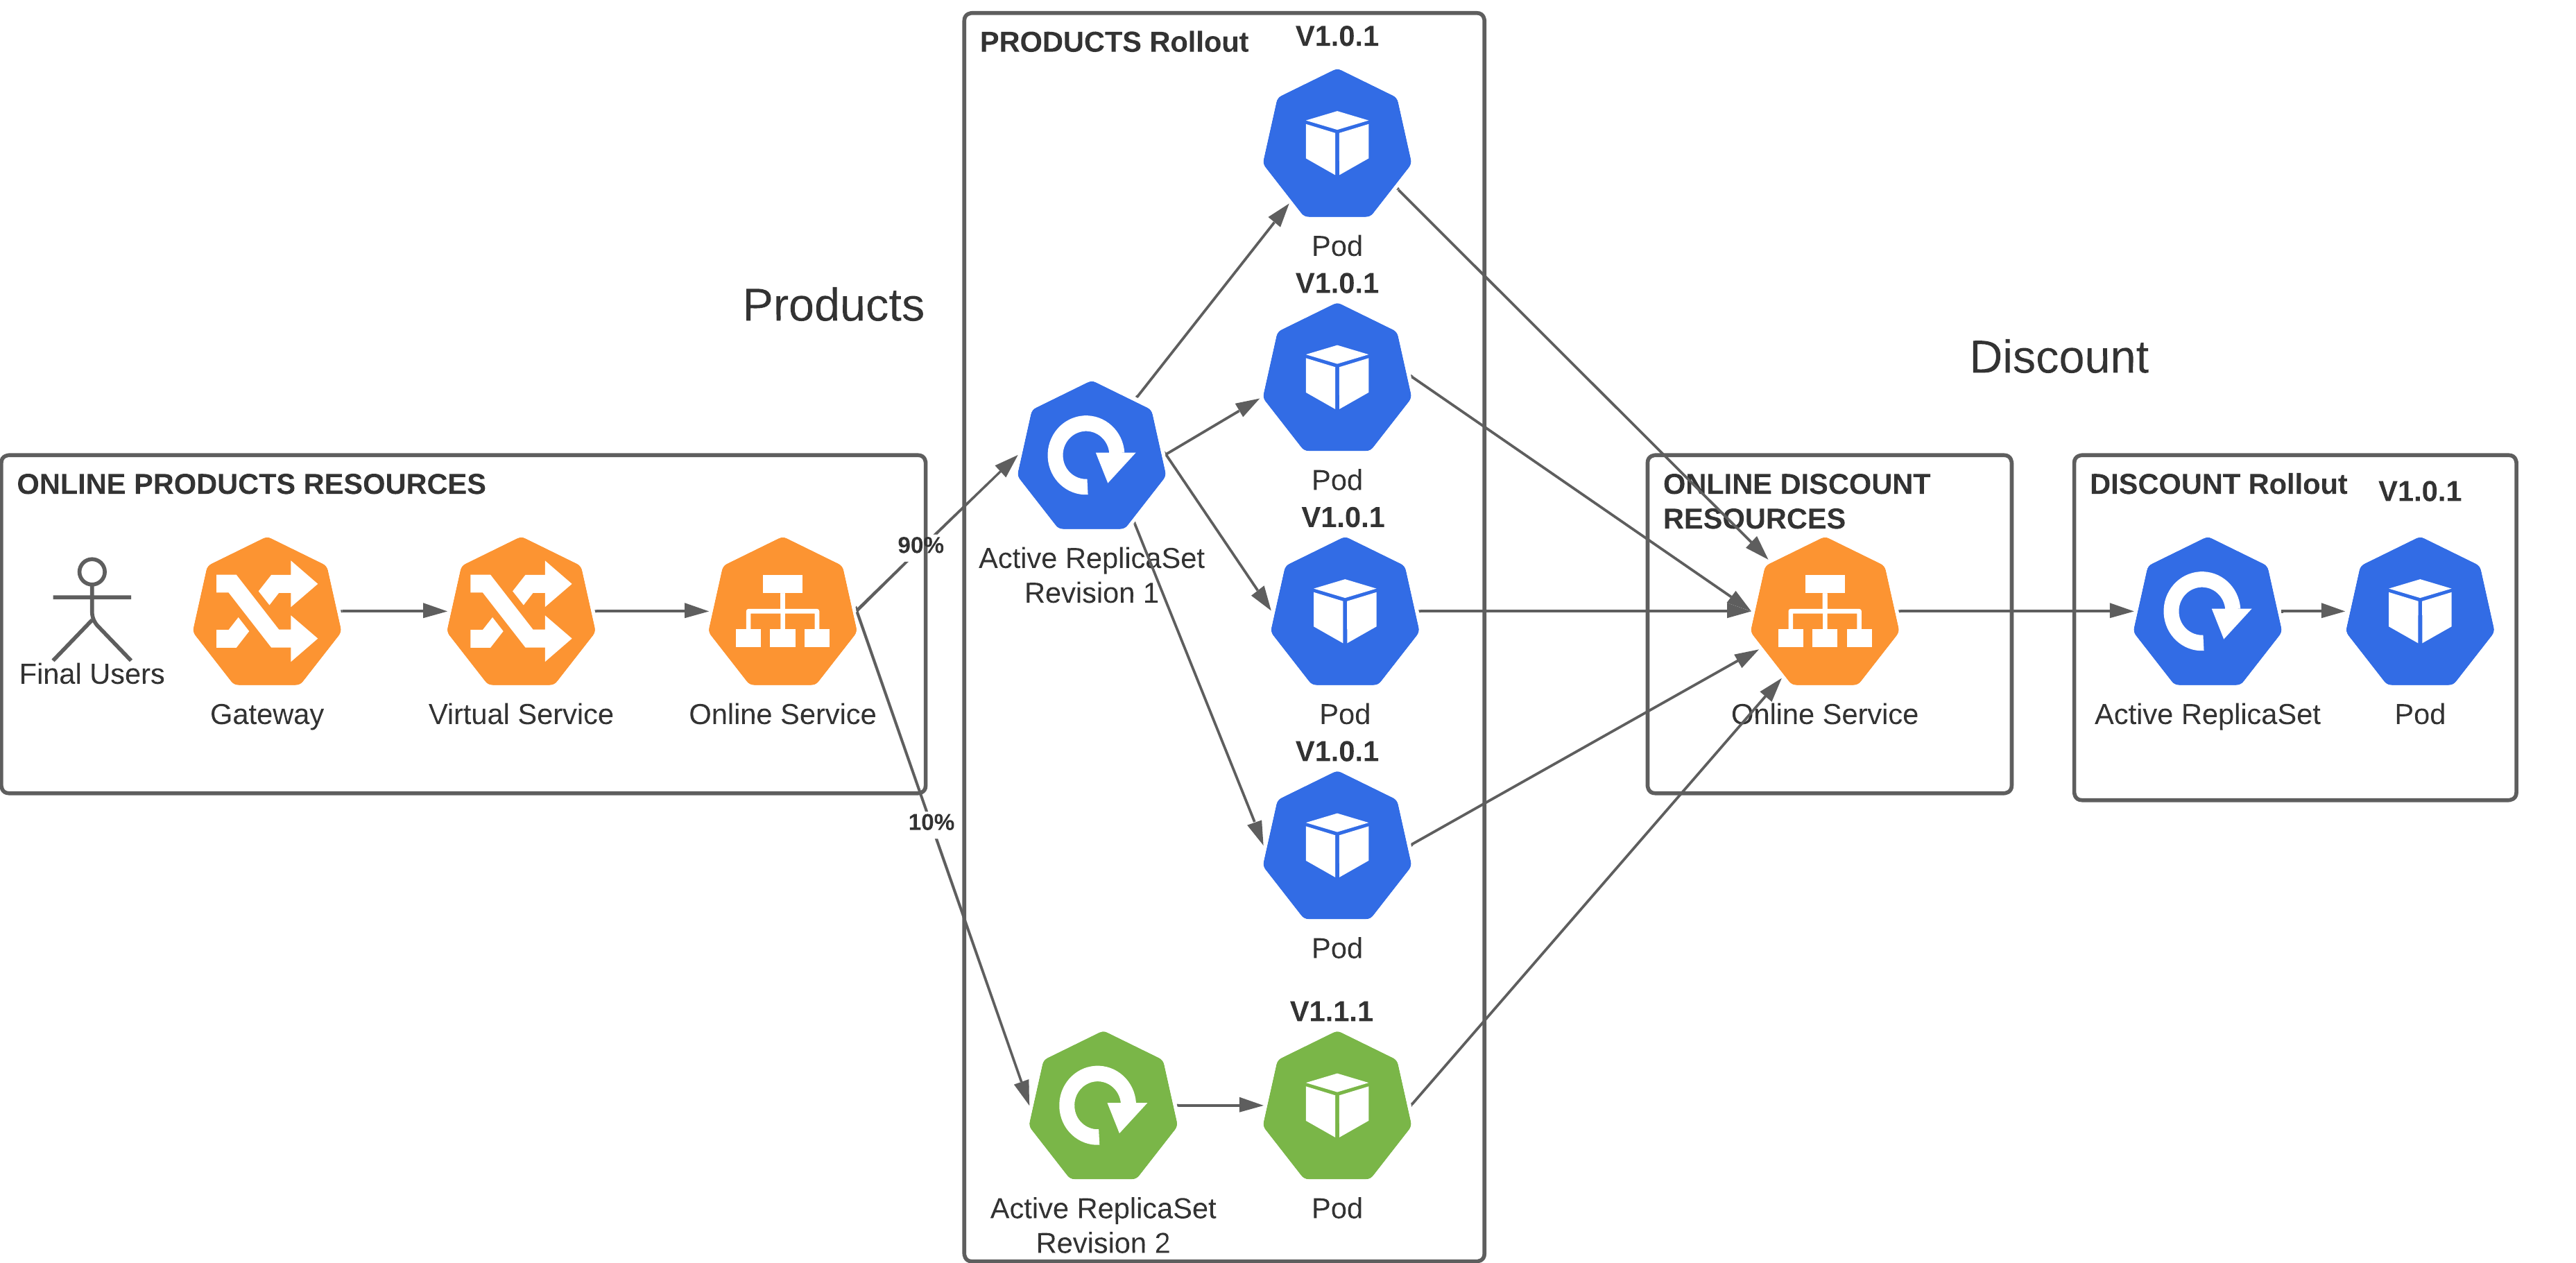 PRODUCTS Rollout
V1.0.1
Pod
V1.0.1
Products
Pod
V1.0.1
Discount
ONLINE PRODUCTS RESOURCES
Final Users
Gateway
Virtual Service
Online Service
90%
10%
Active ReplicaSet
Revision 1
Pod
V1.0.1
Pod
V1.1.1
Active ReplicaSet
Revision 2
Pod
ONLINE DISCOUNT
RESOURCES
Online Service
DISCOUNT Rollout
V1.0.1
Active ReplicaSet
Pod